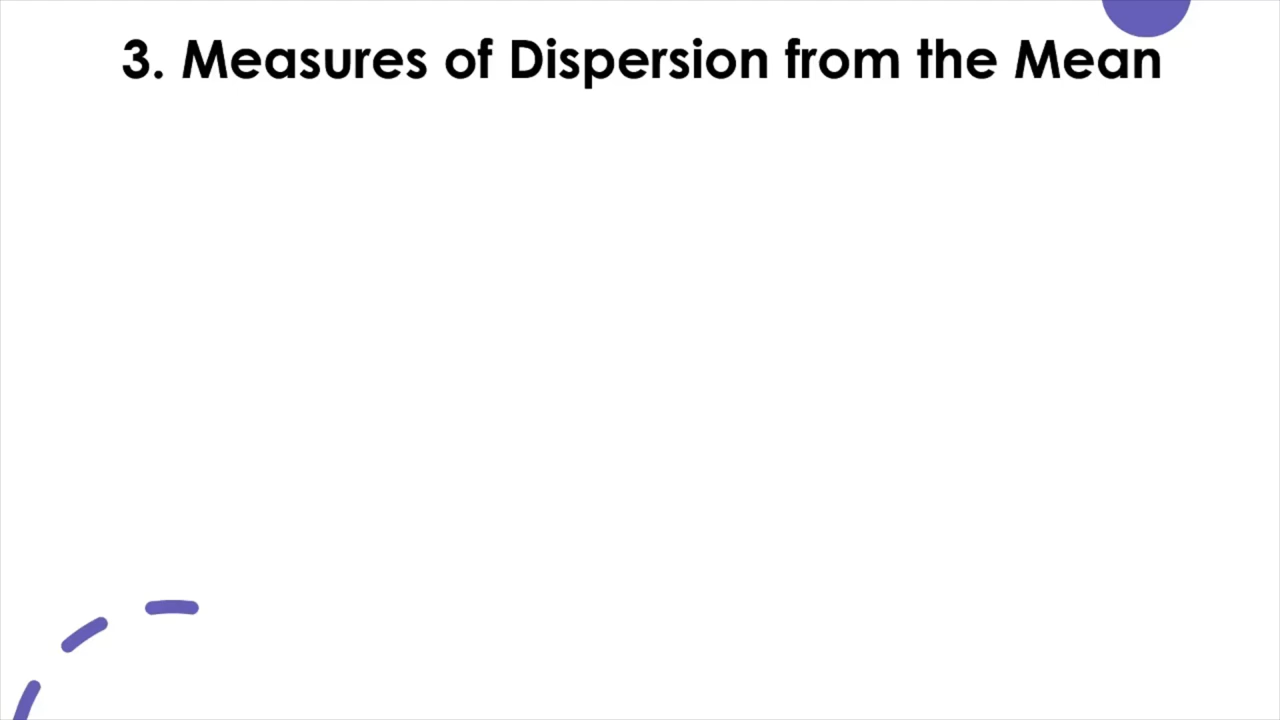 3. Measures of Dispersion from the Mean